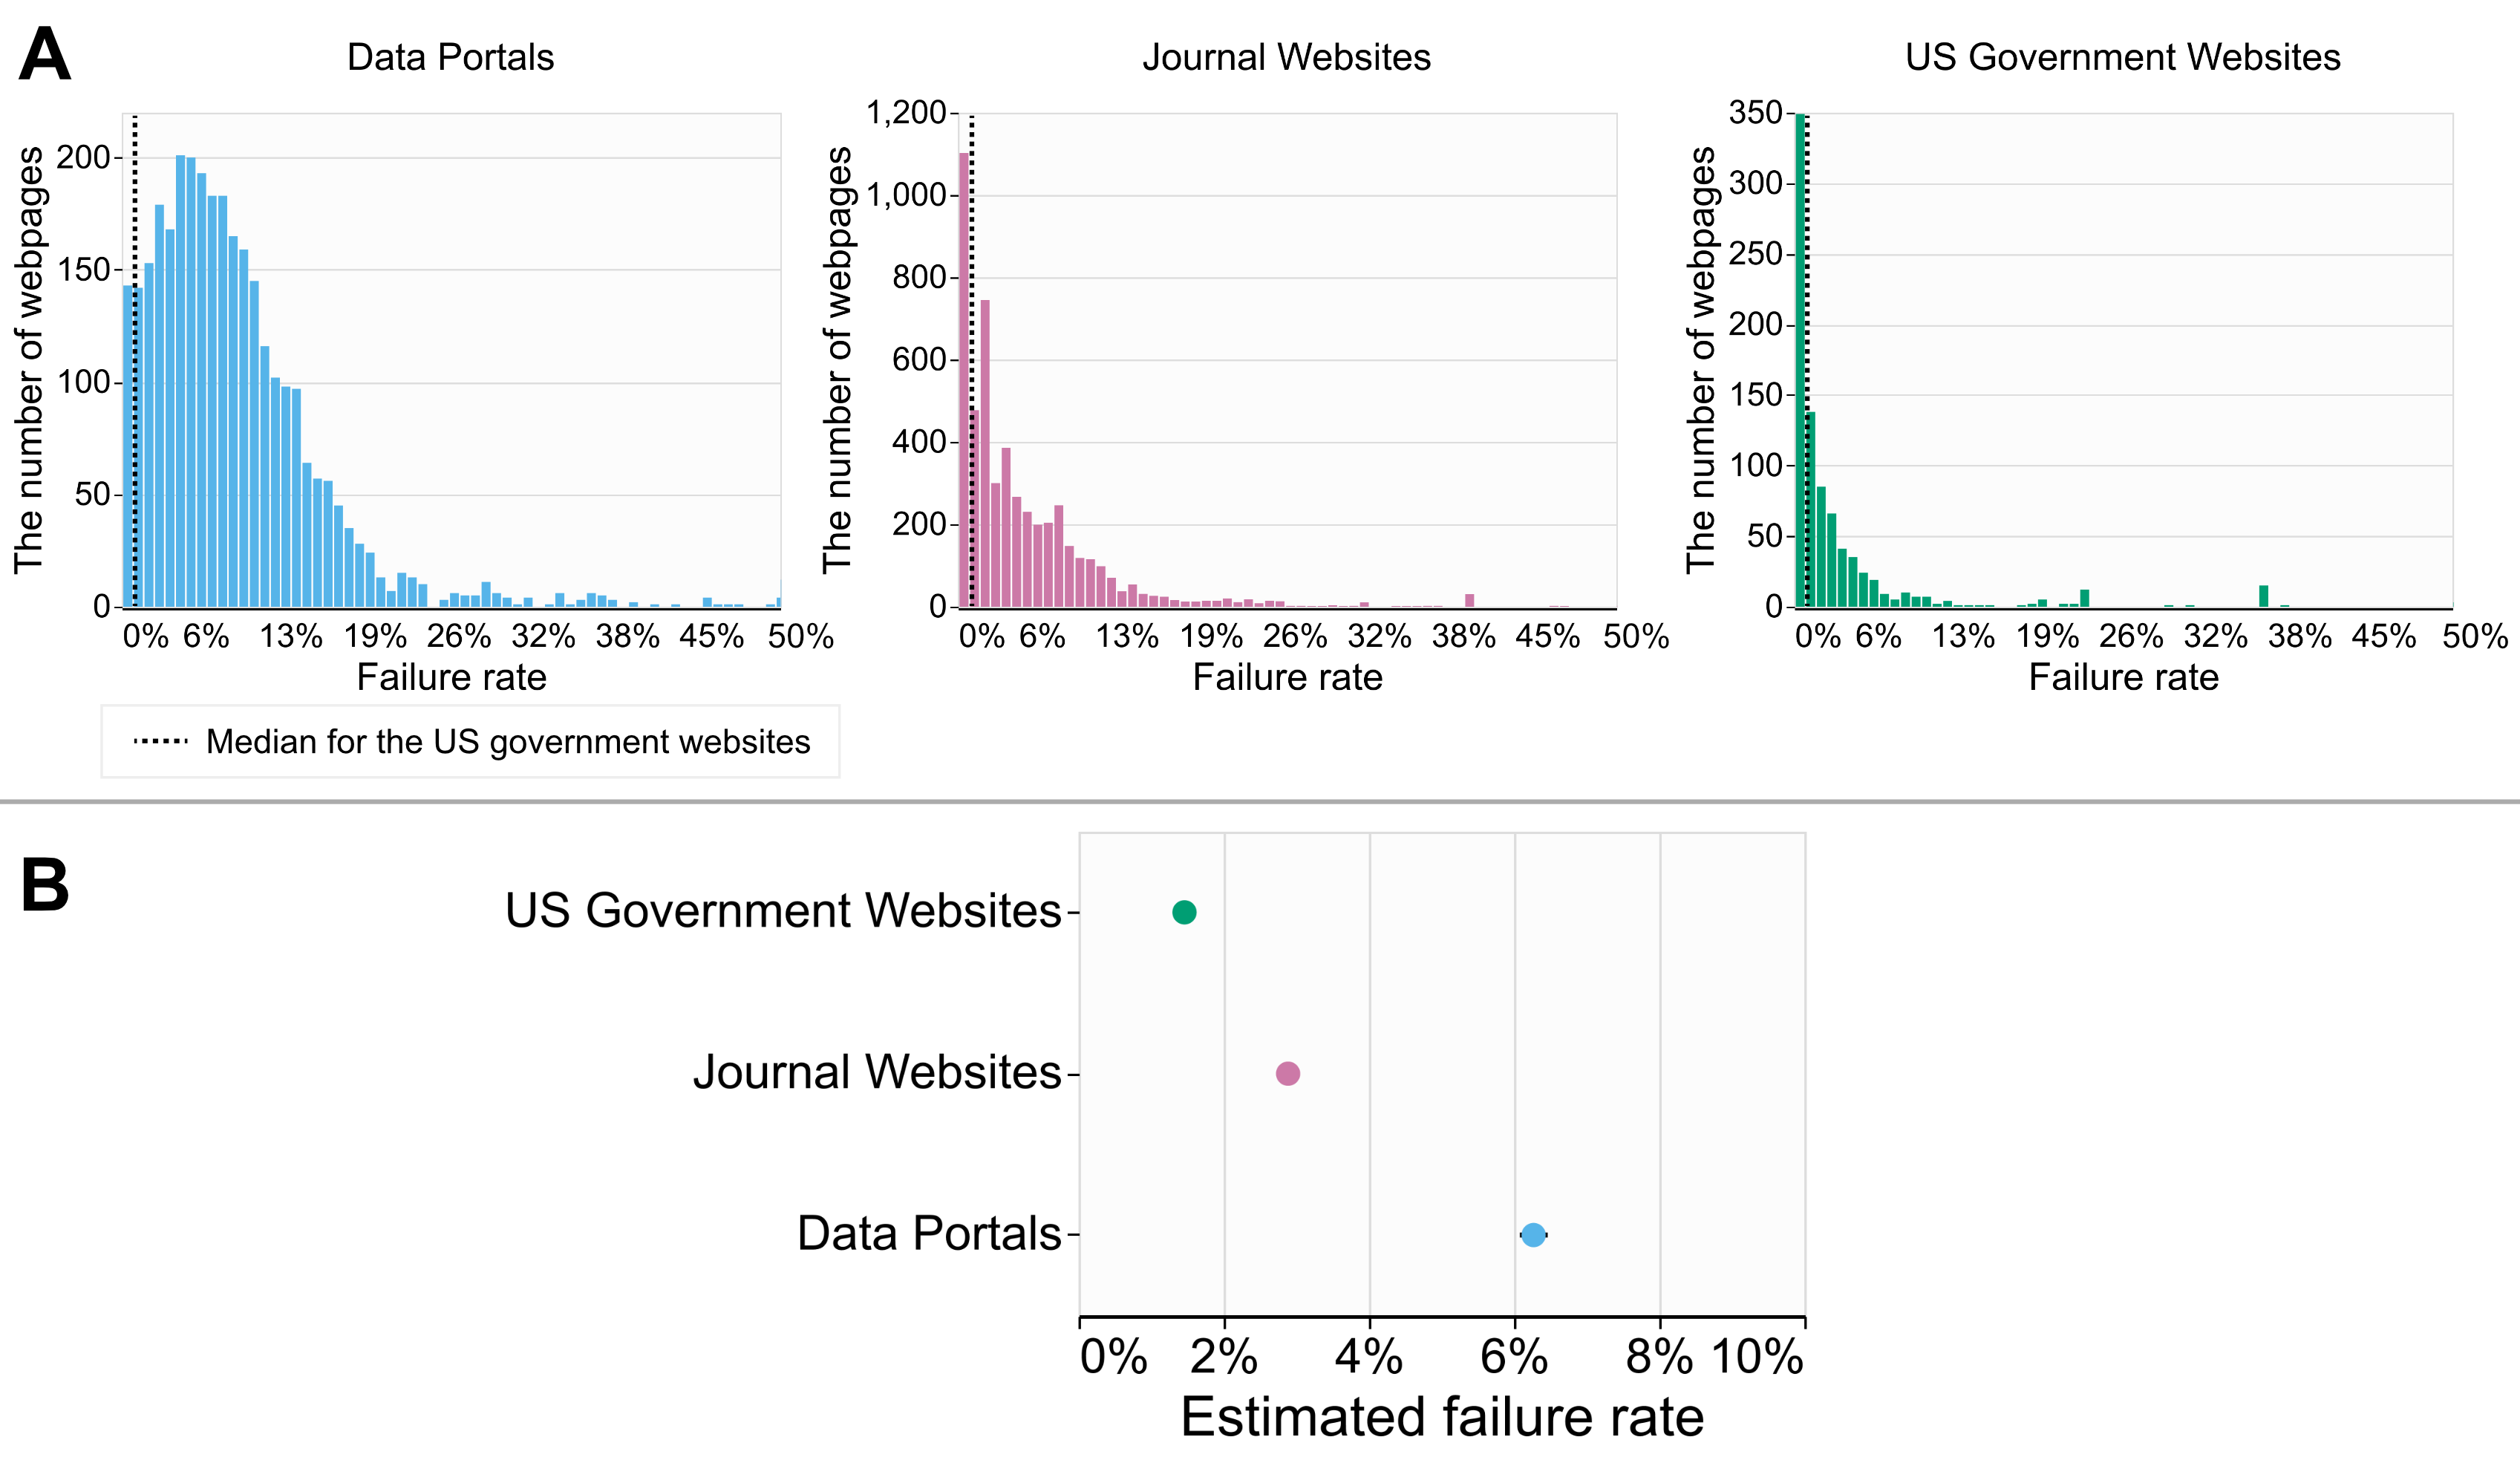 A
Data Portals
Journal Websites
US Government Websites
The number of webpages
200
150
100
50
0
0% 6% 13% 19% 26% 32% 38% 45% 50%
Failure rate
The number of webpages
1,200
1,000
800
600
400
200
0
0% 6% 13% 19% 26% 32% 38% 45% 50%
Failure rate
The number of webpages
350
300
250
200
150
100
50
0
0% 6% 13% 19% 26% 32% 38% 45% 50%
Failure rate
Median for the US government websites
B
US Government Websites
Journal Websites
Data Portals
0% 2% 4% 6% 8% 10%
Estimated failure rate